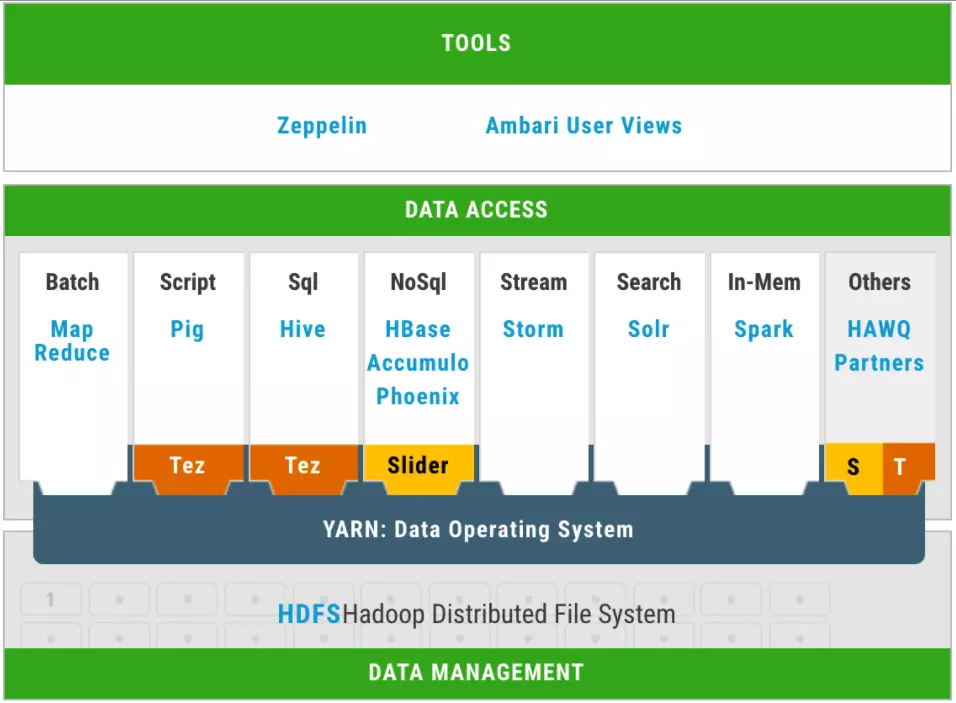 TOOLS
Zeppelin Ambari User Views
DATA ACCESS
Batch Script Sql NoSql Stream Search In-Mem Others
Map Reduce Pig Hive HBase Storm Solr Spark HAWQ
Accumulo Partners
Phoenix
Tez Tez Slider S T
YARN: Data Operating System
1
HDFS Hadoop Distributed File System
DATA MANAGEMENT